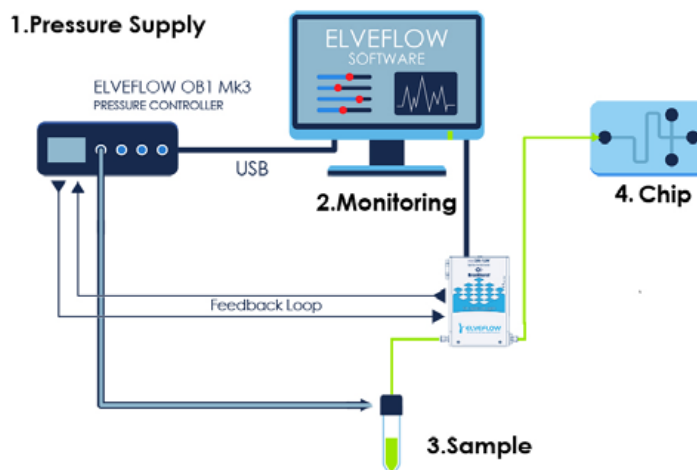 1.Pressure Supply
ELVEFLOW
SOFTWARE
ELVEFLOW OB1 Mk3
PRESSURE CONTROLLER
USB
2.Monitoring
4. Chip
Feedback Loop
ELVEFLOW
3.Sample